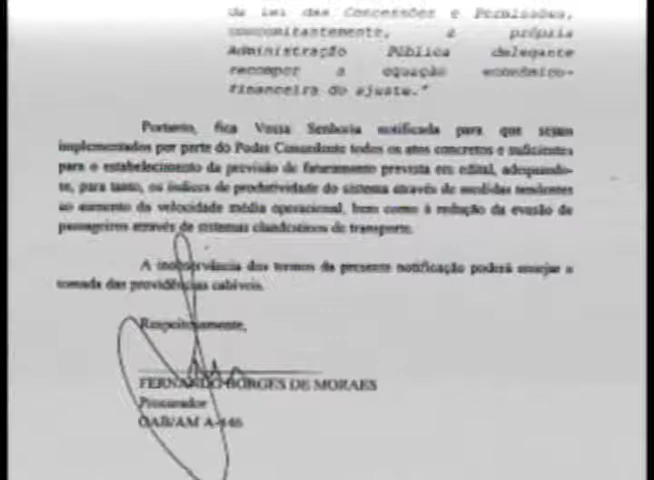 da Lei das Concessões e Permissões,
concomitantemente, a própria
Administração Pública delegante
recompor a equação econômico-
financeira do ajuste."
Portanto, fica Vossa Senhoria notificada para que sejam
implementados por parte do Poder Concedente todos os atos concretos e suficientes
para o estabelecimento da previsão de faturamento prevista em edital, adequando-
se, para tanto, os índices de produtividade do sistema através de medidas tendentes
ao aumento da velocidade média operacional, bem como à redução da evasão de
passageiros através de sistemas clandestinos de transporte.
A inobservância dos termos da presente notificação poderá ensejar a
tomada das providências cabíveis.
Respeitosamente,
FERNANDO BORGES DE MORAES
Procurador
OAB/AM A-146